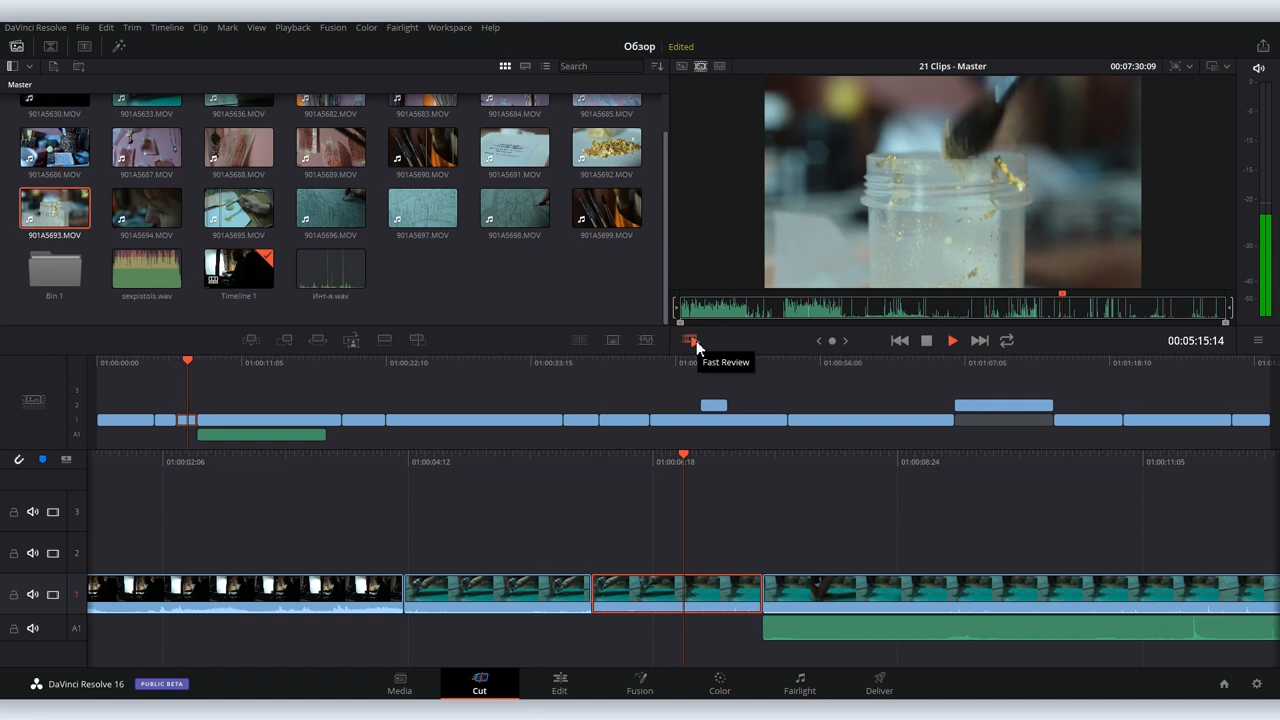 DaVinci Resolve File Edit Trim Timeline Clip Mark View Playback Fusion Color Fairlight Workspace Help
Обзор Edited
Search
21 Clips - Master 00:07:30:09
Master
901A5630.MOV 901A5633.MOV 901A5636.MOV 901A5682.MOV 901A5683.MOV 901A5684.MOV 901A5685.MOV
901A5686.MOV 901A5687.MOV 901A5688.MOV 901A5689.MOV 901A5690.MOV 901A5691.MOV 901A5692.MOV
901A5693.MOV 901A5694.MOV 901A5695.MOV 901A5696.MOV 901A5697.MOV 901A5698.MOV 901A5699.MOV
Bin 1 sexpistols.wav Timeline 1 Инт-я.wav
0
-5
-10
-15
-20
-30
-40
-50
00:05:15:14
Fast Review
01:00:00:00 01:00:11:05 01:00:22:10 01:00:33:15 01:00:56:00 01:01:07:05 01:01:18:10
3
2
1
A1
01:00:02:06 01:00:04:12 01:00:06:18 01:00:08:24 01:00:11:05
3
2
1
A1
DaVinci Resolve 16 PUBLIC BETA
Media Cut Edit Fusion Color Fairlight Deliver